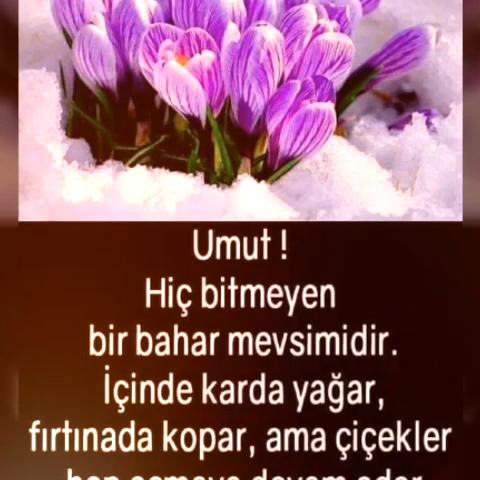 Umut !
Hiç bitmeyen
bir bahar mevsimidir.
İçinde karda yağar,
fırtınada kopar, ama çiçekler